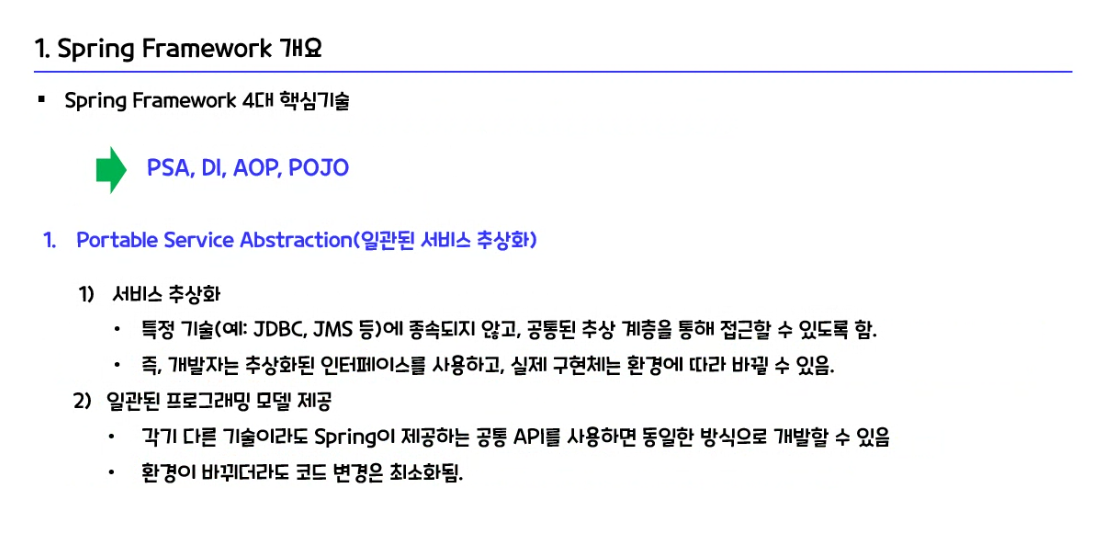 1. Spring Framework 개요
▪ Spring Framework 4대 핵심기술
PSA, DI, AOP, POJO
1. Portable Service Abstraction(일관된 서비스 추상화)
1) 서비스 추상화
• 특정 기술(예: JDBC, JMS 등)에 종속되지 않고, 공통된 추상 계층을 통해 접근할 수 있도록 함.
• 즉, 개발자는 추상화된 인터페이스를 사용하고, 실제 구현체는 환경에 따라 바뀔 수 있음.
2) 일관된 프로그래밍 모델 제공
• 각기 다른 기술이라도 Spring이 제공하는 공통 API를 사용하면 동일한 방식으로 개발할 수 있음
• 환경이 바뀌더라도 코드 변경은 최소화됨.